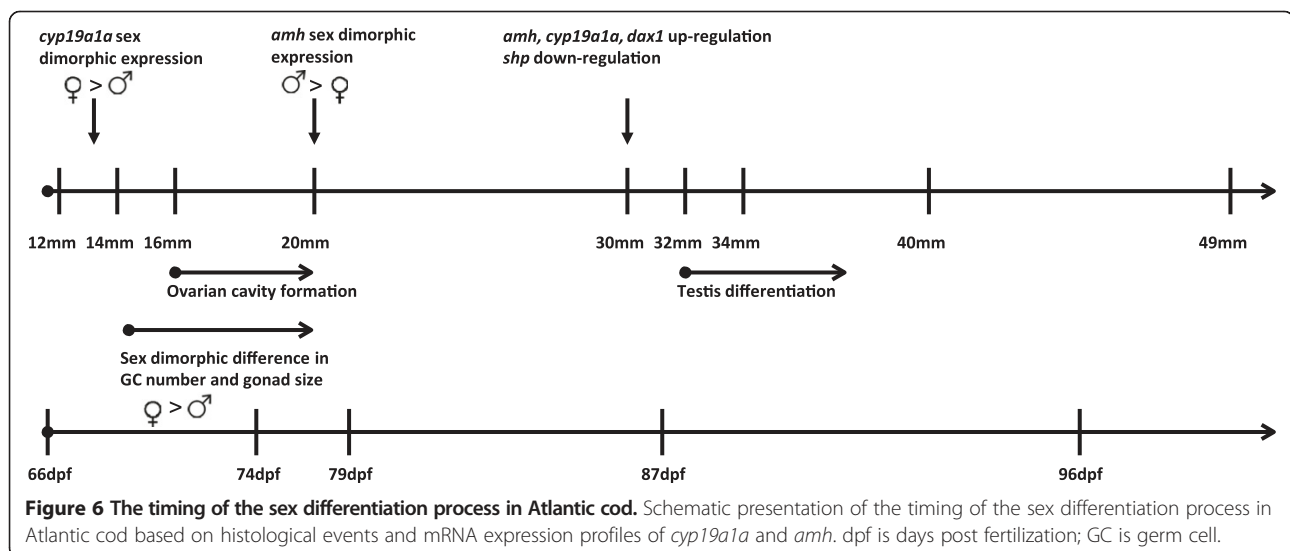 cyp19a1a sex
dimorphic expression
♀ > ♂
amh sex dimorphic
expression
♂ > ♀
amh, cyp19a1a, dax1 up-regulation
shp down-regulation
12mm 14mm 16mm 20mm 30mm 32mm 34mm 40mm 49mm
Ovarian cavity formation
Testis differentiation
Sex dimorphic difference in
GC number and gonad size
♀ > ♂
66dpf 74dpf 79dpf 87dpf 96dpf
Figure 6 The timing of the sex differentiation process in Atlantic cod. Schematic presentation of the timing of the sex differentiation process in
Atlantic cod based on histological events and mRNA expression profiles of cyp19a1a and amh. dpf is days post fertilization; GC is germ cell.